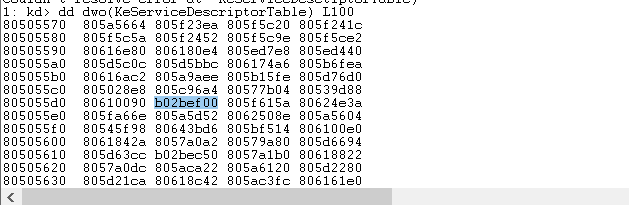 1: kd> dd dwo(KeServiceDescriptorTable) L100
80505570 805a5664 805f23ea 805f5c20 805f241c
80505580 805f5c5a 805f2452 805f5c9e 805f5ce2
80505590 80616e80 806180e4 805ed7e8 805ed440
805055a0 805d5c0c 805d5bbc 806174a6 805b6fea
805055b0 80616ac2 805a9aee 805b15fe 805d76d0
805055c0 805028e8 805c96a4 80577b04 80539d88
805055d0 80610090 b02bef00 805f615a 80624e3a
805055e0 805fa66e 805a5d52 8062508e 805a5604
805055f0 80545f98 80643bd6 805bf514 806100e0
80505600 8061842a 8057a0a2 80579a80 805d6694
80505610 805d63cc b02bec50 8057a1b0 80618822
80505620 8057a0dc 805aca22 805a6120 805d2280
80505630 805d21ca 80618c42 805ac3fc 806161e0